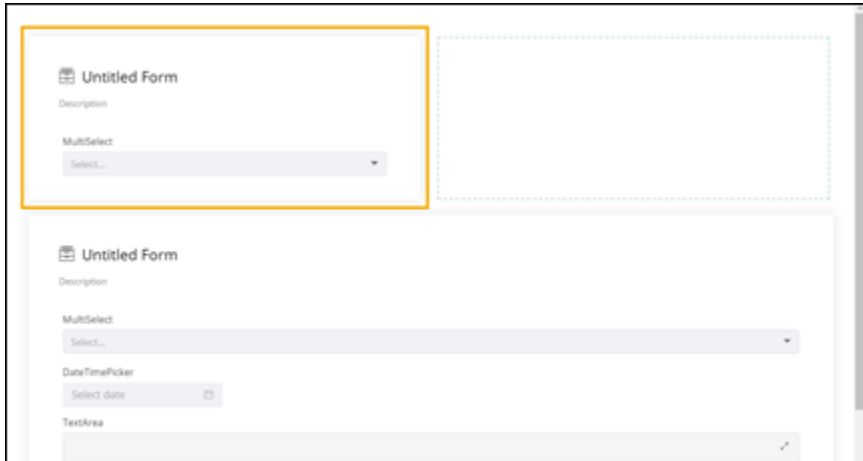 Untitled Form
Description
MultiSelect
Select...
Untitled Form
Description
MultiSelect
Select...
DateTimePicker
Select date
TextArea